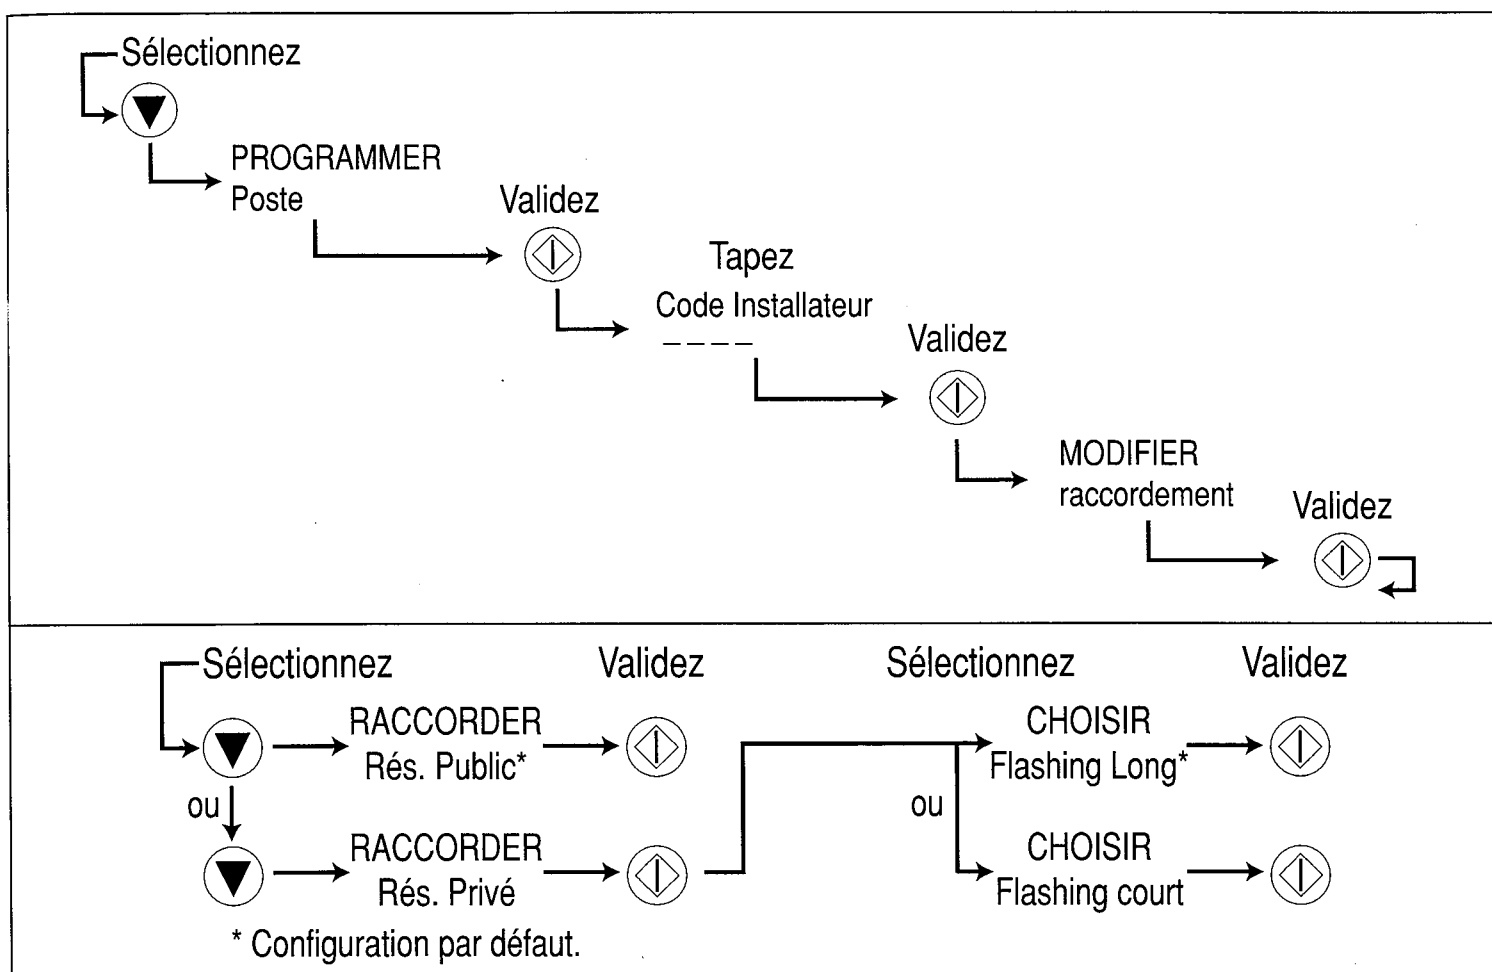 Sélectionnez
PROGRAMMER
Poste
Validez
Tapez
Code Installateur
_ _ _ _
Validez
MODIFIER
raccordement
Validez
Sélectionnez
Validez
Sélectionnez
Validez
RACCORDER
Rés. Public*
CHOISIR
Flashing Long*
ou
ou
RACCORDER
Rés. Privé
CHOISIR
Flashing court
* Configuration par défaut.